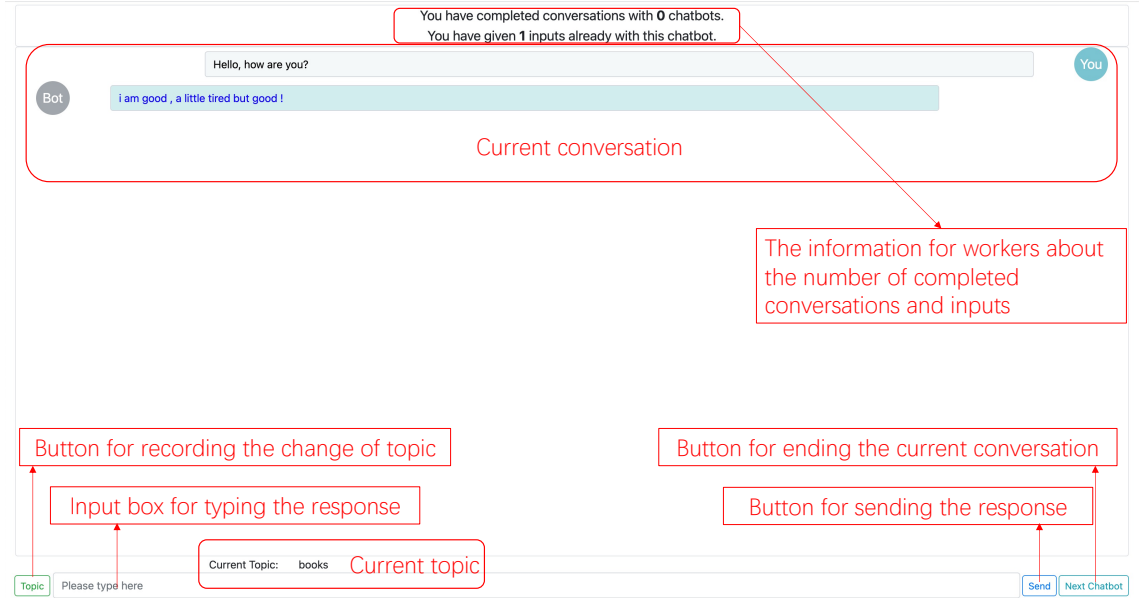 You have completed conversations with 0 chatbots.
You have given 1 inputs already with this chatbot.
Hello, how are you?
You
Bot
i am good , a little tired but good !
Current conversation
The information for workers about
the number of completed
conversations and inputs
Button for recording the change of topic
Button for ending the current conversation
Input box for typing the response
Button for sending the response
Current Topic: books
Current topic
Topic
Please type here
Send
Next Chatbot